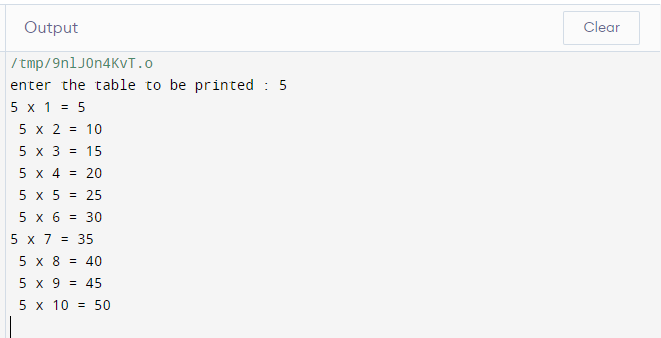 Output
Clear
/tmp/9nlJOn4KvT.o
enter the table to be printed : 5
5 x 1 = 5
 5 x 2 = 10
 5 x 3 = 15
 5 x 4 = 20
 5 x 5 = 25
 5 x 6 = 30
5 x 7 = 35
 5 x 8 = 40
 5 x 9 = 45
 5 x 10 = 50